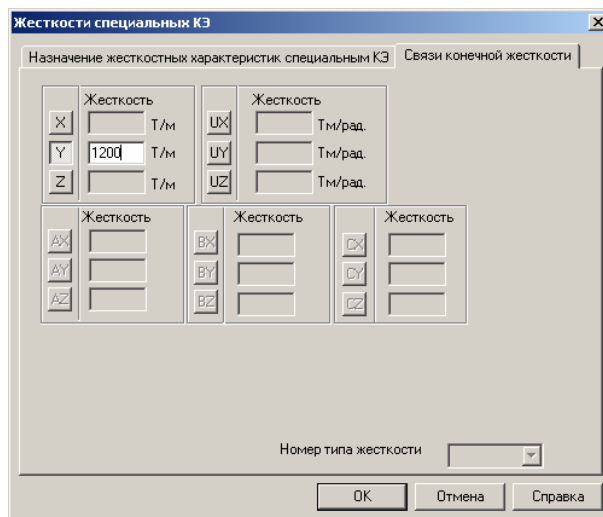 Жесткости специальных КЭ
Назначение жесткостных характеристик специальным КЭ
Связи конечной жесткости
Жесткость
Жесткость
X Т/м UX Тм/рад.
Y 1200 Т/м UY Тм/рад.
Z Т/м UZ Тм/рад.
Жесткость
Жесткость
Жесткость
AX BX CX
AY BY CY
AZ BZ CZ
Номер типа жесткости
OK Отмена Справка